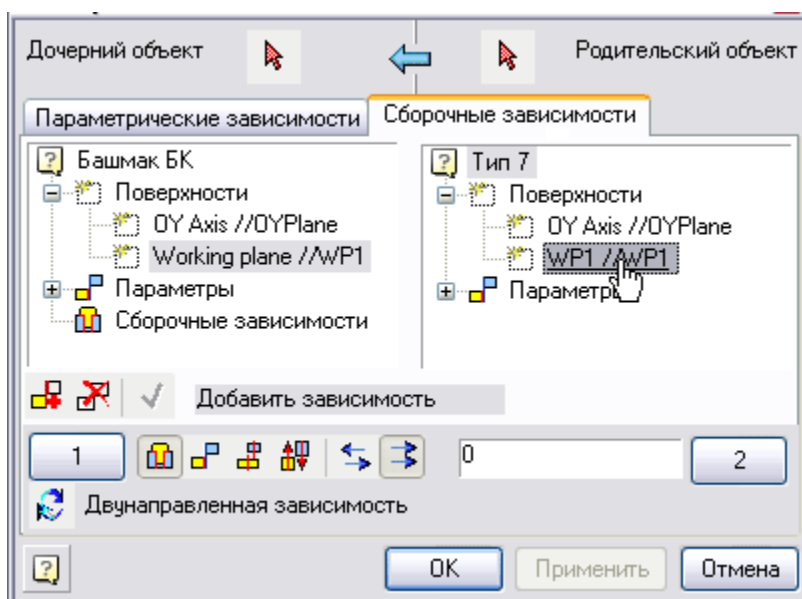 Дочерний объект
Родительский объект
Параметрические зависимости
Сборочные зависимости
Башмак БК
Поверхности
OY Axis //OYPlane
Working plane //WP1
Параметры
Сборочные зависимости
Тип 7
Поверхности
OY Axis //OYPlane
WP1 //WP1
Параметры
Добавить зависимость
1
0
2
Двунаправленная зависимость
OK
Применить
Отмена